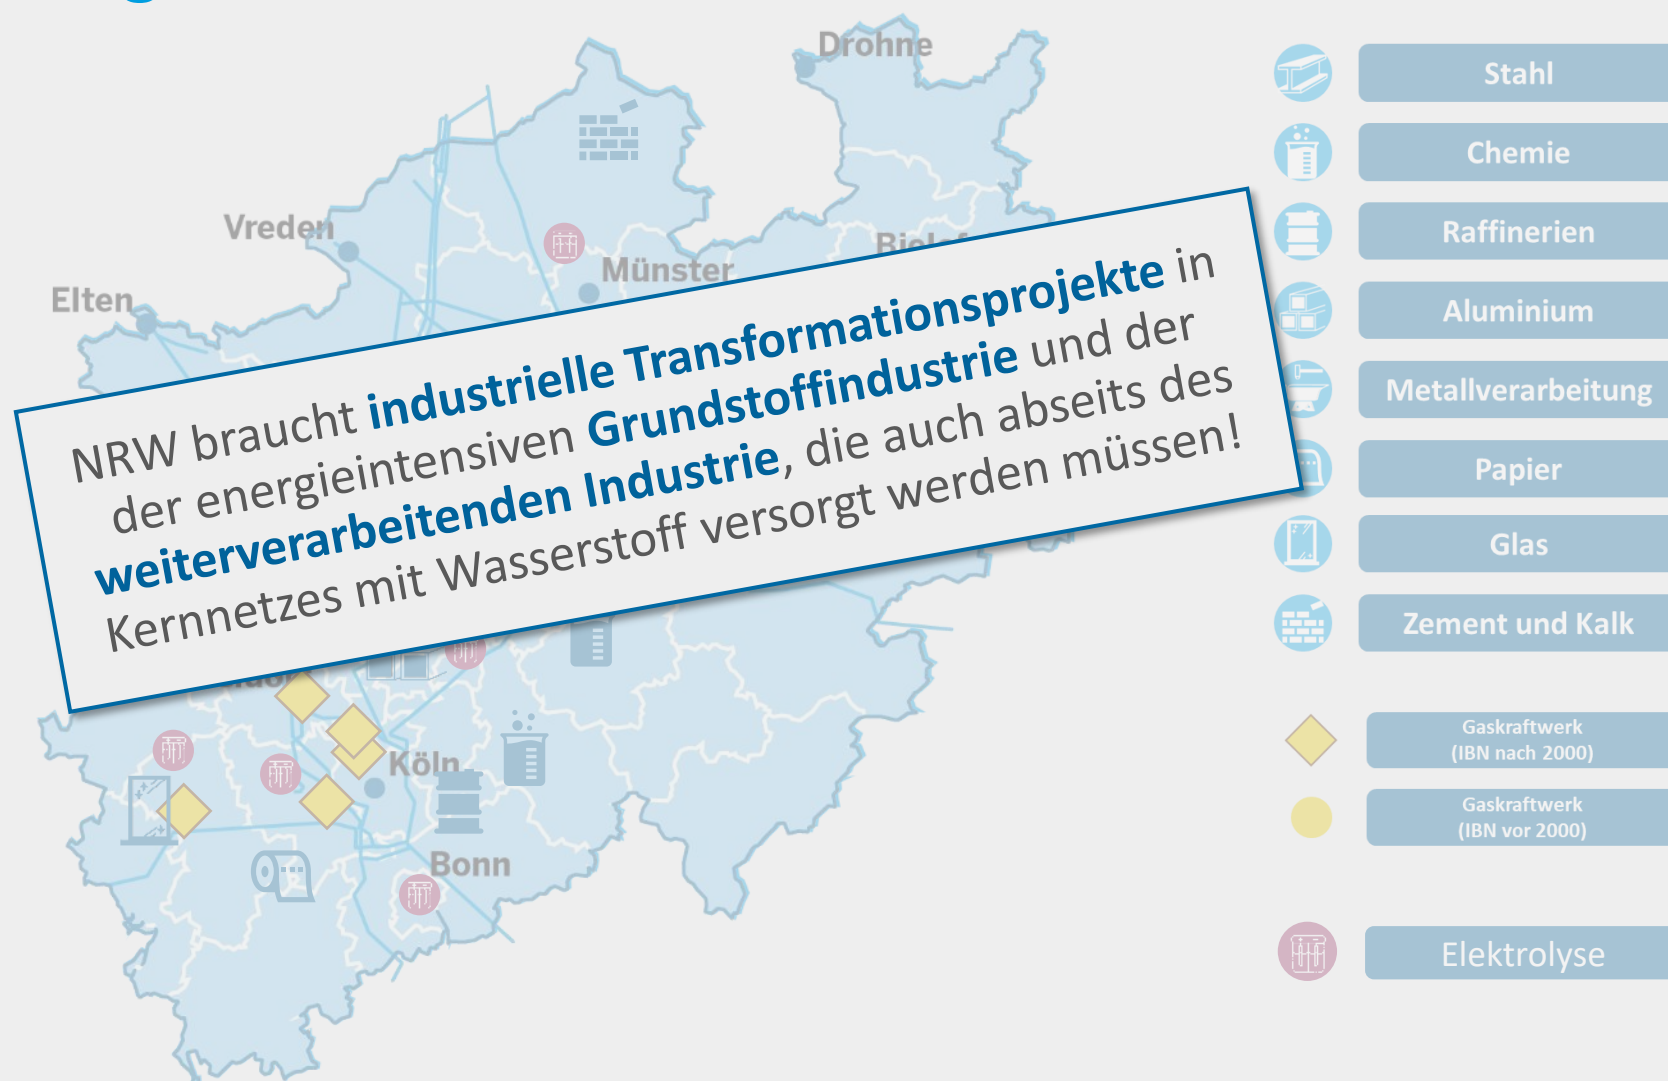 Drohne
Vreden
Münster
Elten
NRW braucht industrielle Transformationsprojekte in
der energieintensiven Grundstoffindustrie und der
weiterverarbeitenden Industrie, die auch abseits des
Kernnetzes mit Wasserstoff versorgt werden müssen!
Köln
Bonn
Stahl
Chemie
Raffinerien
Aluminium
Metallverarbeitung
Papier
Glas
Zement und Kalk
Gaskraftwerk
(IBN nach 2000)
Gaskraftwerk
(IBN vor 2000)
Elektrolyse